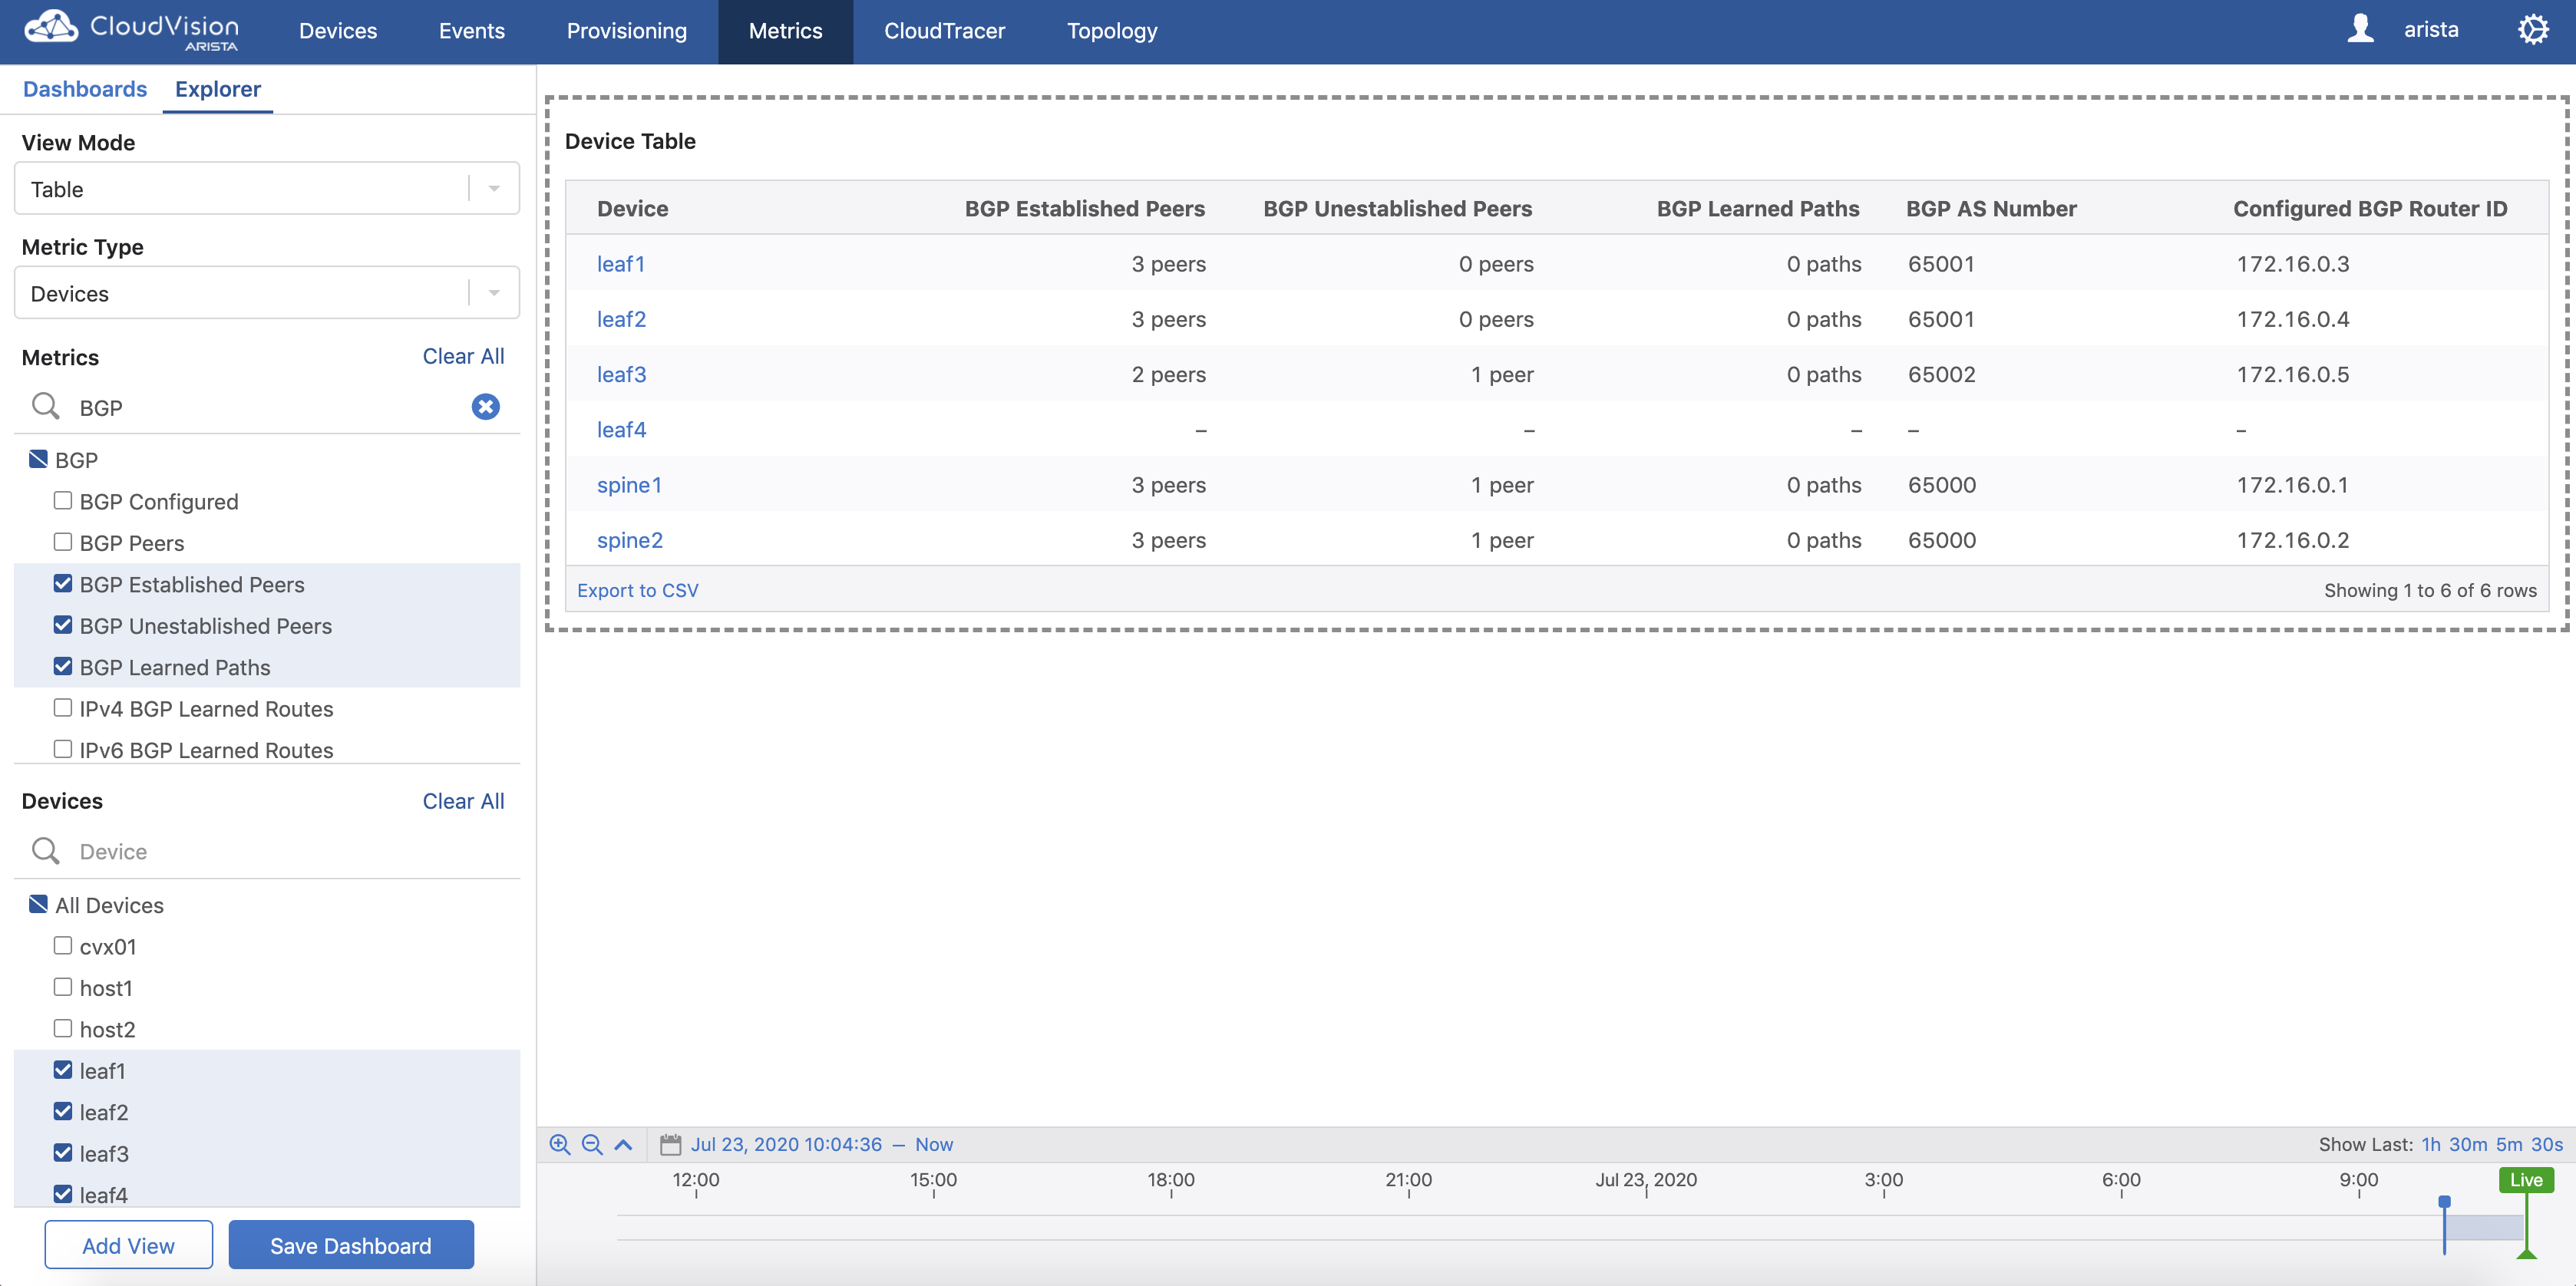 CloudVision
ARISTA
Devices Events Provisioning Metrics CloudTracer Topology arista
Dashboards Explorer
View Mode
Table
Metric Type
Devices
Metrics Clear All
BGP
BGP
BGP Configured
BGP Peers
BGP Established Peers
BGP Unestablished Peers
BGP Learned Paths
IPv4 BGP Learned Routes
IPv6 BGP Learned Routes
Devices Clear All
Device
All Devices
cvx01
host1
host2
leaf1
leaf2
leaf3
leaf4
Add View Save Dashboard
Device Table
Device BGP Established Peers BGP Unestablished Peers BGP Learned Paths BGP AS Number Configured BGP Router ID
leaf1 3 peers 0 peers 0 paths 65001 172.16.0.3
leaf2 3 peers 0 peers 0 paths 65001 172.16.0.4
leaf3 2 peers 1 peer 0 paths 65002 172.16.0.5
leaf4 – – – – –
spine1 3 peers 1 peer 0 paths 65000 172.16.0.1
spine2 3 peers 1 peer 0 paths 65000 172.16.0.2
Export to CSV Showing 1 to 6 of 6 rows
Jul 23, 2020 10:04:36 – Now Show Last: 1h 30m 5m 30s
12:00 15:00 18:00 21:00 Jul 23, 2020 3:00 6:00 9:00 Live